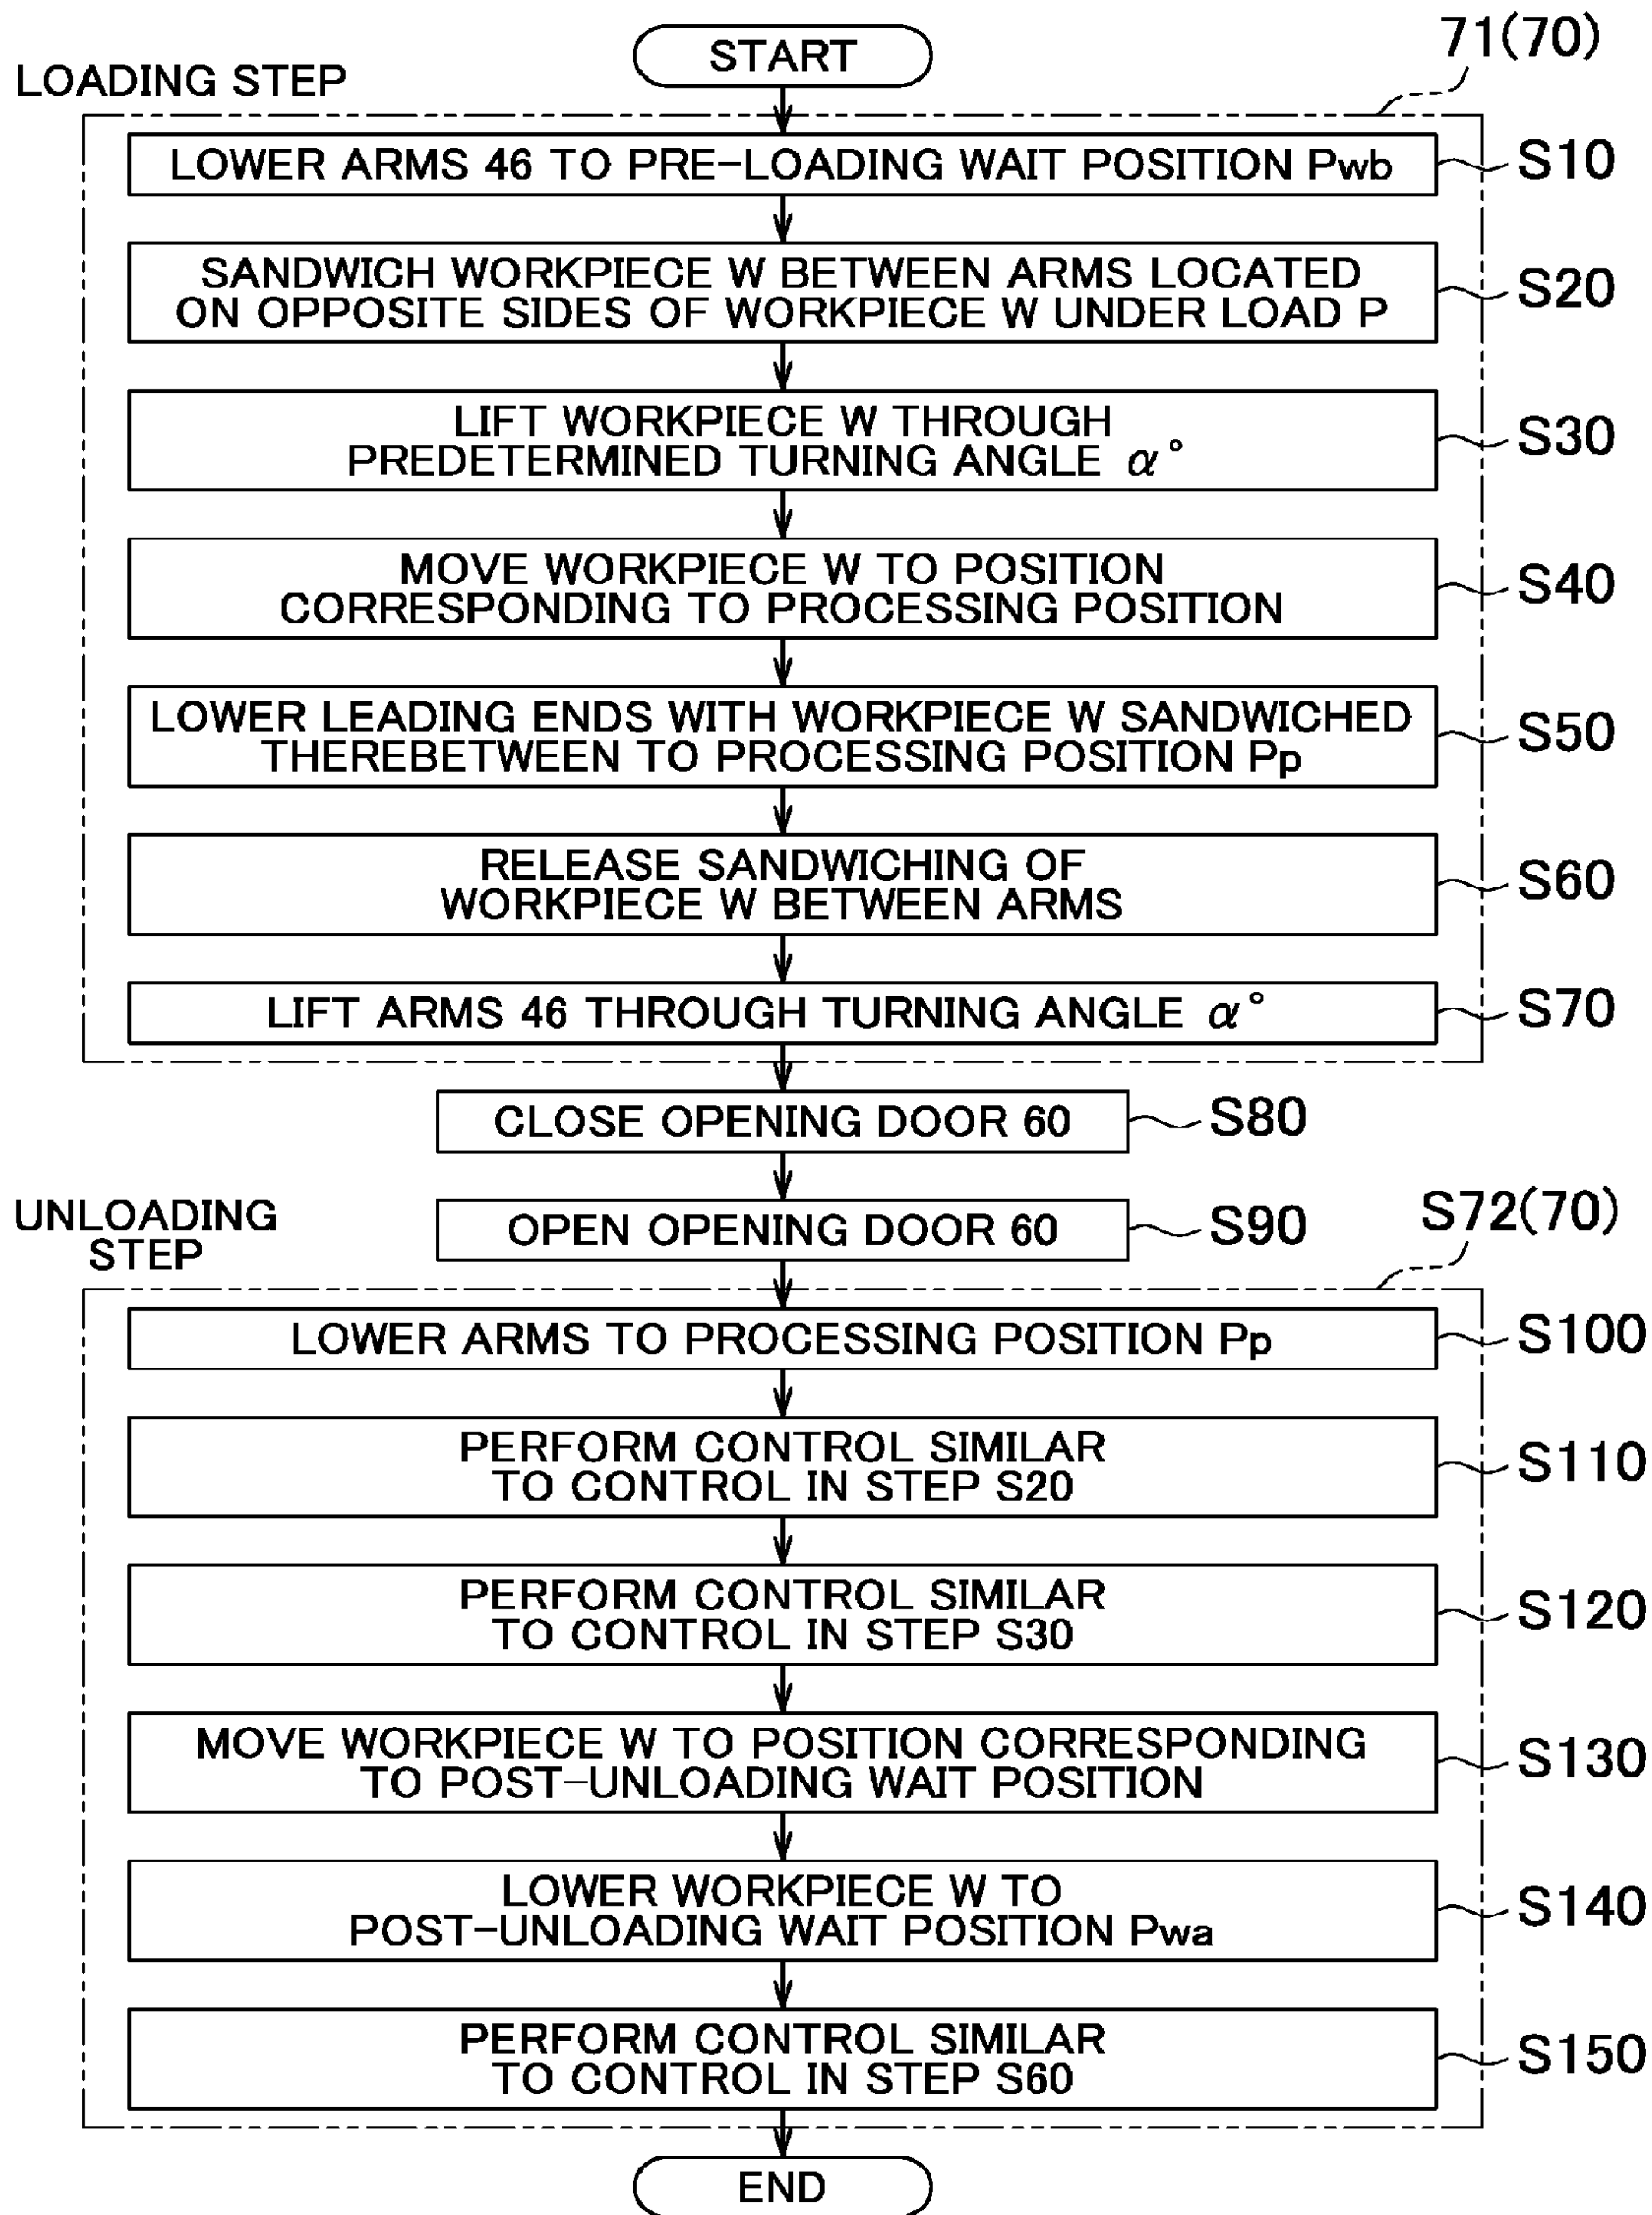 71(70)
START
LOADING STEP
LOWER ARMS 46 TO PRE-LOADING WAIT POSITION Pwb
S10
SANDWICH WORKPIECE W BETWEEN ARMS LOCATED
ON OPPOSITE SIDES OF WORKPIECE W UNDER LOAD P
S20
LIFT WORKPIECE W THROUGH
PREDETERMINED TURNING ANGLE α°
S30
MOVE WORKPIECE W TO POSITION
CORRESPONDING TO PROCESSING POSITION
S40
LOWER LEADING ENDS WITH WORKPIECE W SANDWICHED
THEREBETWEEN TO PROCESSING POSITION Pp
S50
RELEASE SANDWICHING OF
WORKPIECE W BETWEEN ARMS
S60
LIFT ARMS 46 THROUGH TURNING ANGLE α°
S70
CLOSE OPENING DOOR 60
S80
UNLOADING
STEP
OPEN OPENING DOOR 60
S90
S72(70)
LOWER ARMS TO PROCESSING POSITION Pp
S100
PERFORM CONTROL SIMILAR
TO CONTROL IN STEP S20
S110
PERFORM CONTROL SIMILAR
TO CONTROL IN STEP S30
S120
MOVE WORKPIECE W TO POSITION CORRESPONDING
TO POST-UNLOADING WAIT POSITION
S130
LOWER WORKPIECE W TO
POST-UNLOADING WAIT POSITION Pwa
S140
PERFORM CONTROL SIMILAR
TO CONTROL IN STEP S60
S150
END